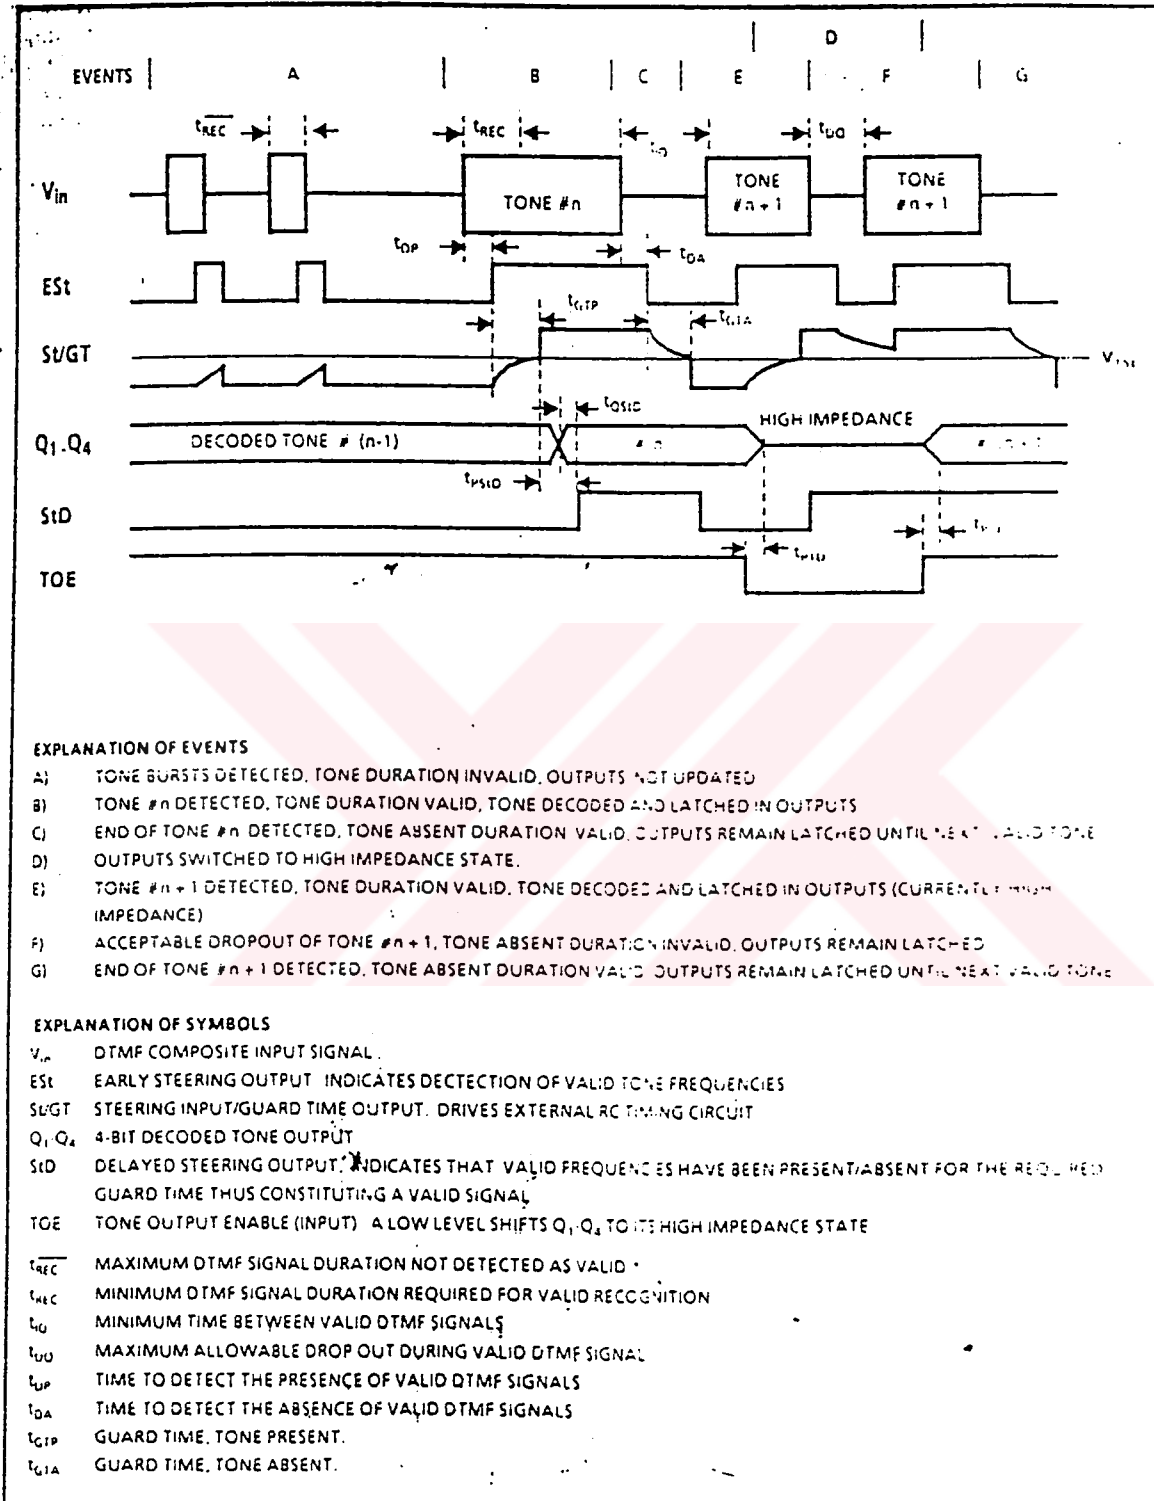 D
EVENTS A B C E F G
tREC tREC
Vin TONE #n TONE #n + 1 TONE #n + 1
tDP tDA
ESt
tGTP tGTA
St/GT
tQStD
HIGH IMPEDANCE
Q1-Q4 DECODED TONE # (n-1)
tPStD
StD
tPTD
TOE
EXPLANATION OF EVENTS
A) TONE BURSTS DETECTED, TONE DURATION INVALID, OUTPUTS NOT UPDATED
B) TONE #n DETECTED, TONE DURATION VALID, TONE DECODED AND LATCHED IN OUTPUTS
C) END OF TONE #n DETECTED, TONE ABSENT DURATION VALID, OUTPUTS REMAIN LATCHED UNTIL NEXT VALID TONE
D) OUTPUTS SWITCHED TO HIGH IMPEDANCE STATE.
E) TONE #n + 1 DETECTED, TONE DURATION VALID, TONE DECODED AND LATCHED IN OUTPUTS (CURRENTLY HIGH
IMPEDANCE)
F) ACCEPTABLE DROPOUT OF TONE #n + 1, TONE ABSENT DURATION INVALID, OUTPUTS REMAIN LATCHED
G) END OF TONE #n + 1 DETECTED, TONE ABSENT DURATION VALID OUTPUTS REMAIN LATCHED UNTIL NEXT VALID TONE
EXPLANATION OF SYMBOLS
Vin DTMF COMPOSITE INPUT SIGNAL.
ESt EARLY STEERING OUTPUT INDICATES DECTECTION OF VALID TONE FREQUENCIES
St/GT STEERING INPUT/GUARD TIME OUTPUT. DRIVES EXTERNAL RC TIMING CIRCUIT
Q1-Q4 4-BIT DECODED TONE OUTPUT
StD DELAYED STEERING OUTPUT. INDICATES THAT VALID FREQUENCIES HAVE BEEN PRESENT/ABSENT FOR THE REQUIRED
GUARD TIME THUS CONSTITUTING A VALID SIGNAL
TOE TONE OUTPUT ENABLE (INPUT) A LOW LEVEL SHIFTS Q1-Q4 TO ITS HIGH IMPEDANCE STATE
tREC MAXIMUM DTMF SIGNAL DURATION NOT DETECTED AS VALID
tREC MINIMUM DTMF SIGNAL DURATION REQUIRED FOR VALID RECOGNITION
tID MINIMUM TIME BETWEEN VALID DTMF SIGNALS
tDO MAXIMUM ALLOWABLE DROP OUT DURING VALID DTMF SIGNAL
tDP TIME TO DETECT THE PRESENCE OF VALID DTMF SIGNALS
tDA TIME TO DETECT THE ABSENCE OF VALID DTMF SIGNALS
tGTP GUARD TIME, TONE PRESENT.
tGTA GUARD TIME, TONE ABSENT.